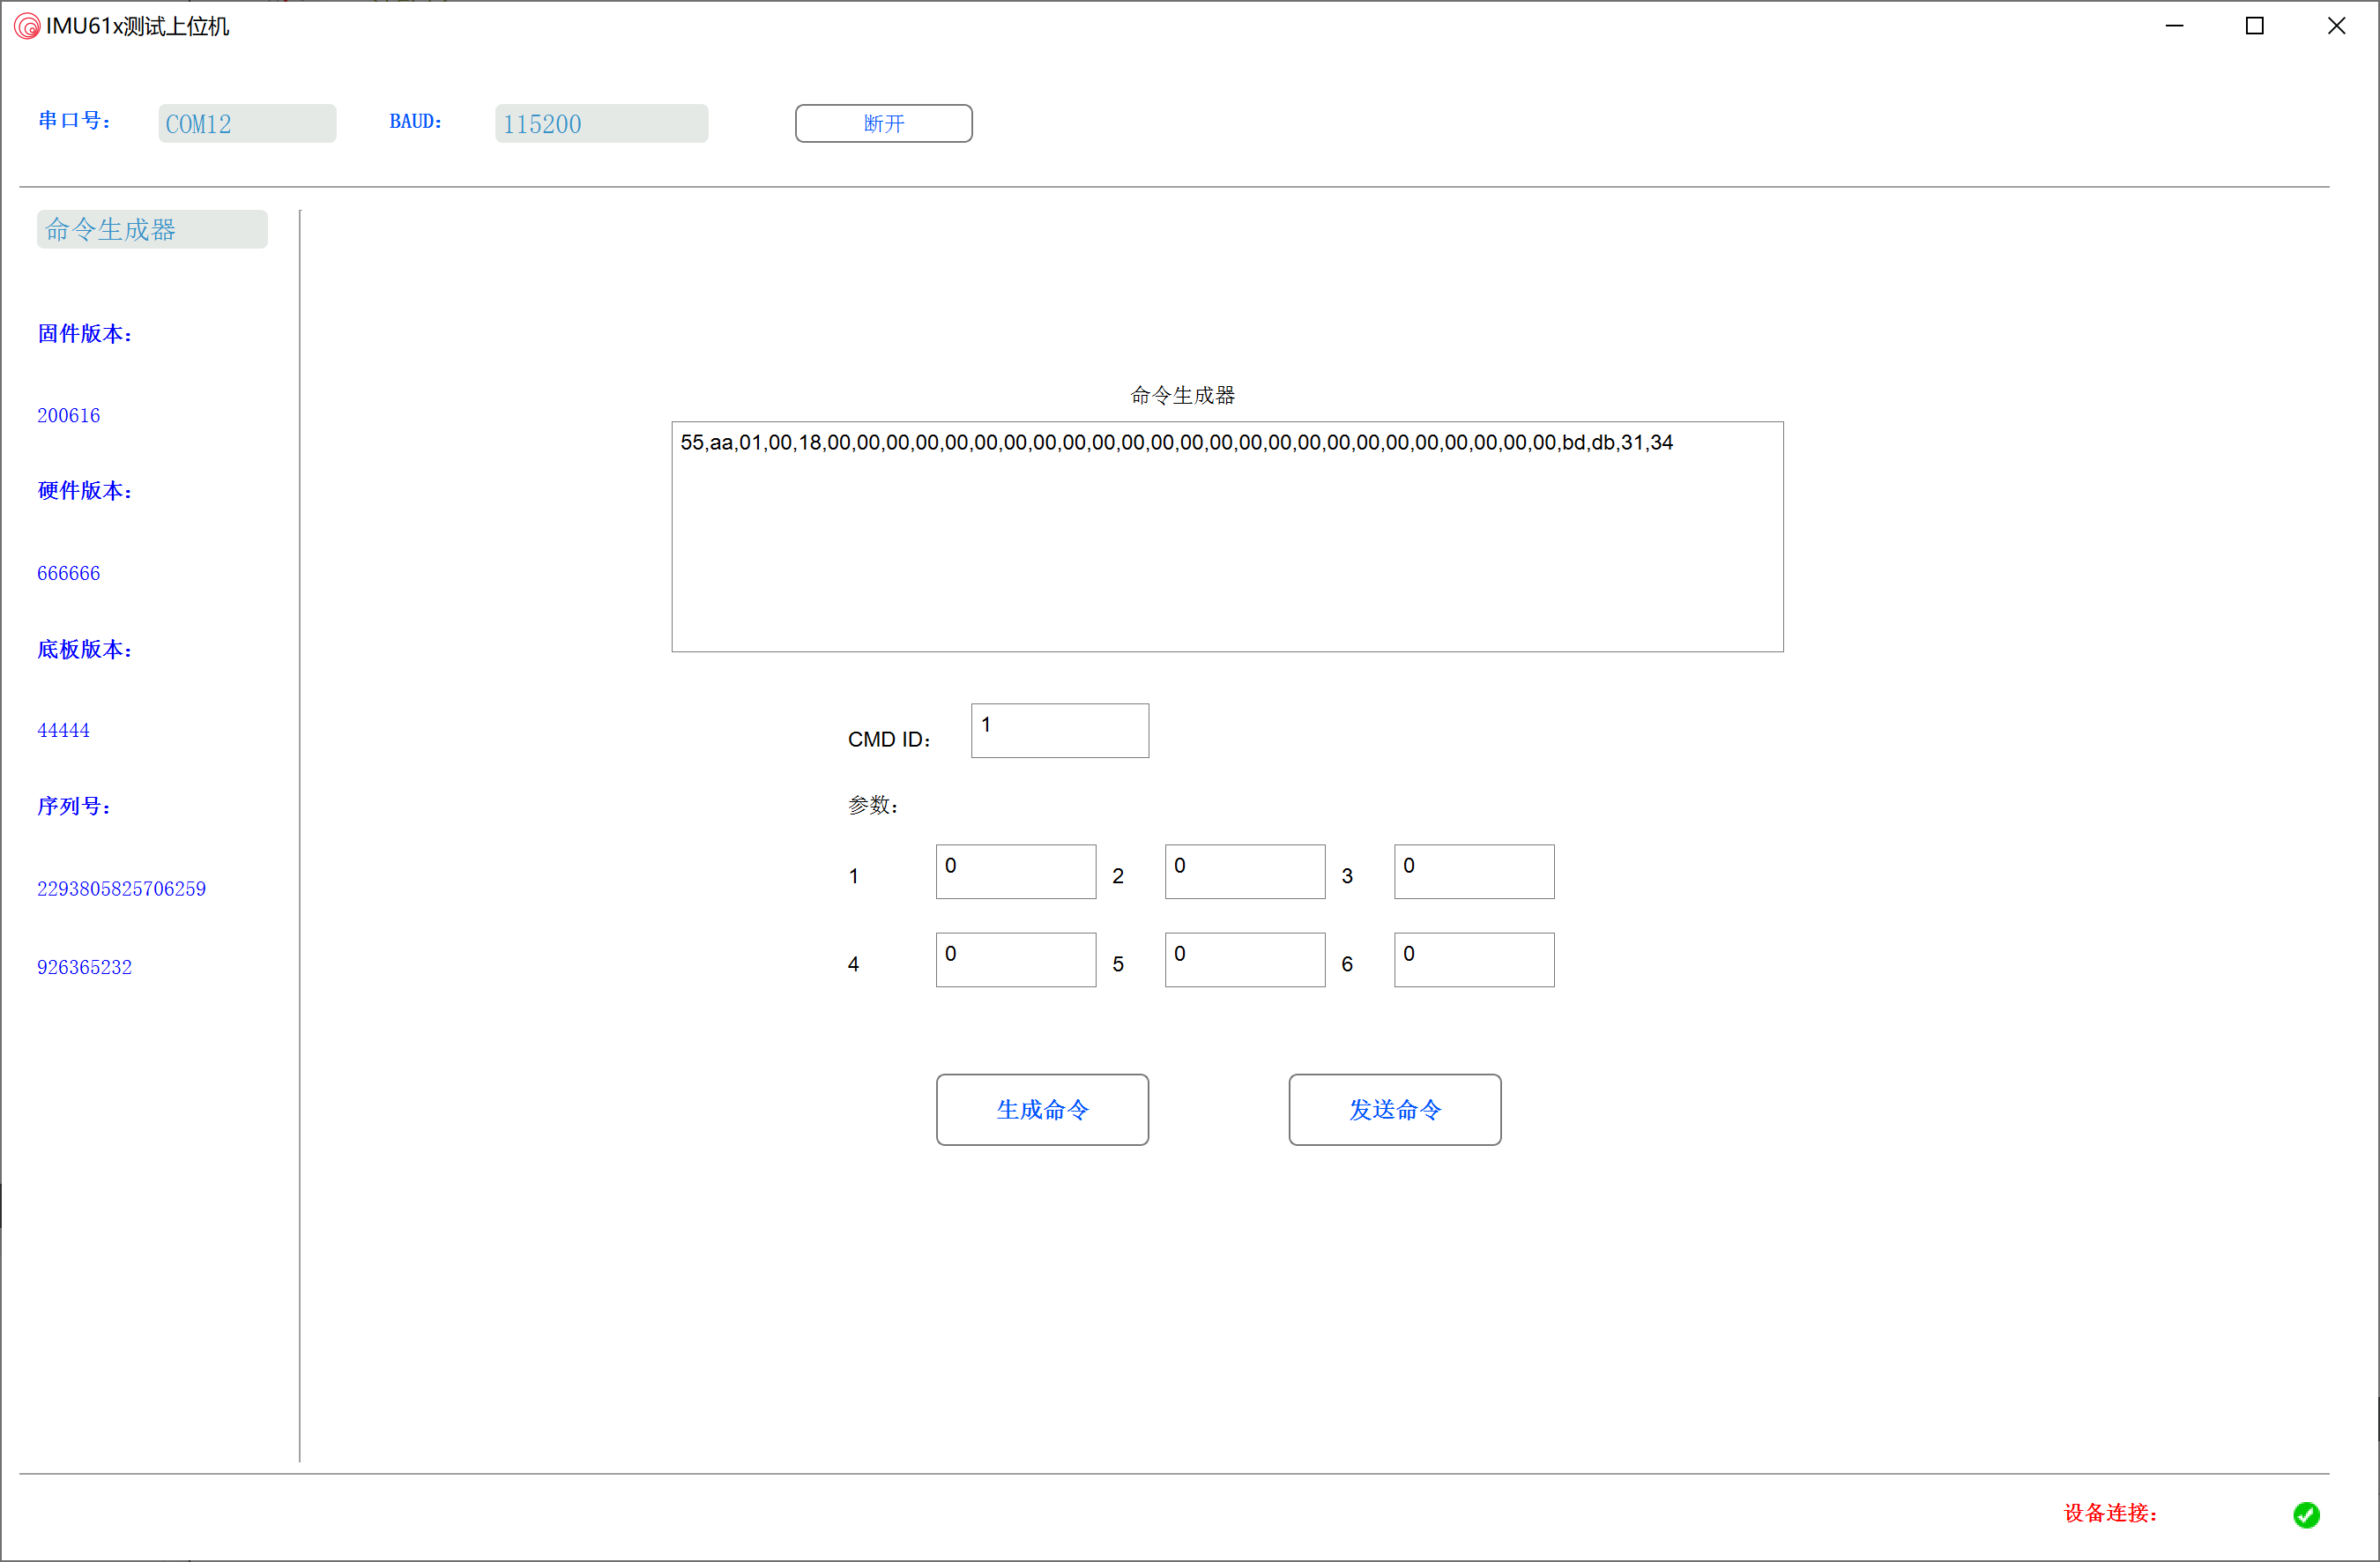 IMU61x测试上位机
串口号： COM12 BAUD： 115200 断开
命令生成器
固件版本：
200616
硬件版本：
666666
底板版本：
44444
序列号：
2293805825706259
926365232
命令生成器
55,aa,01,00,18,00,00,00,00,00,00,00,00,00,00,00,00,00,00,00,00,00,00,00,00,00,00,00,00,00,bd,db,31,34
CMD ID： 1
参数：
1 0 2 0 3 0
4 0 5 0 6 0
生成命令 发送命令
设备连接：